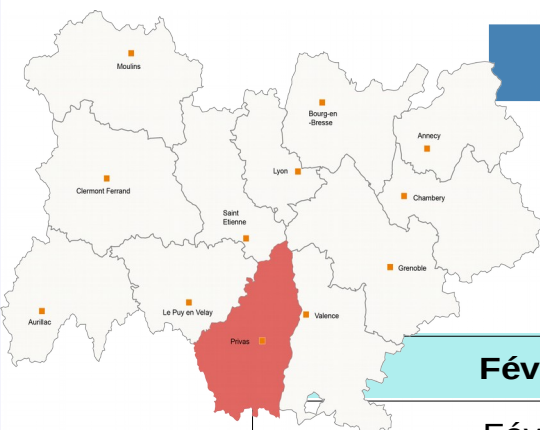 Moulins
Bourg-en
-Bresse
Annecy
Lyon
Clermont Ferrand
Chambery
Saint
Etienne
Grenoble
Le Puy en Velay
Valence
Aurillac
Privas
Fév